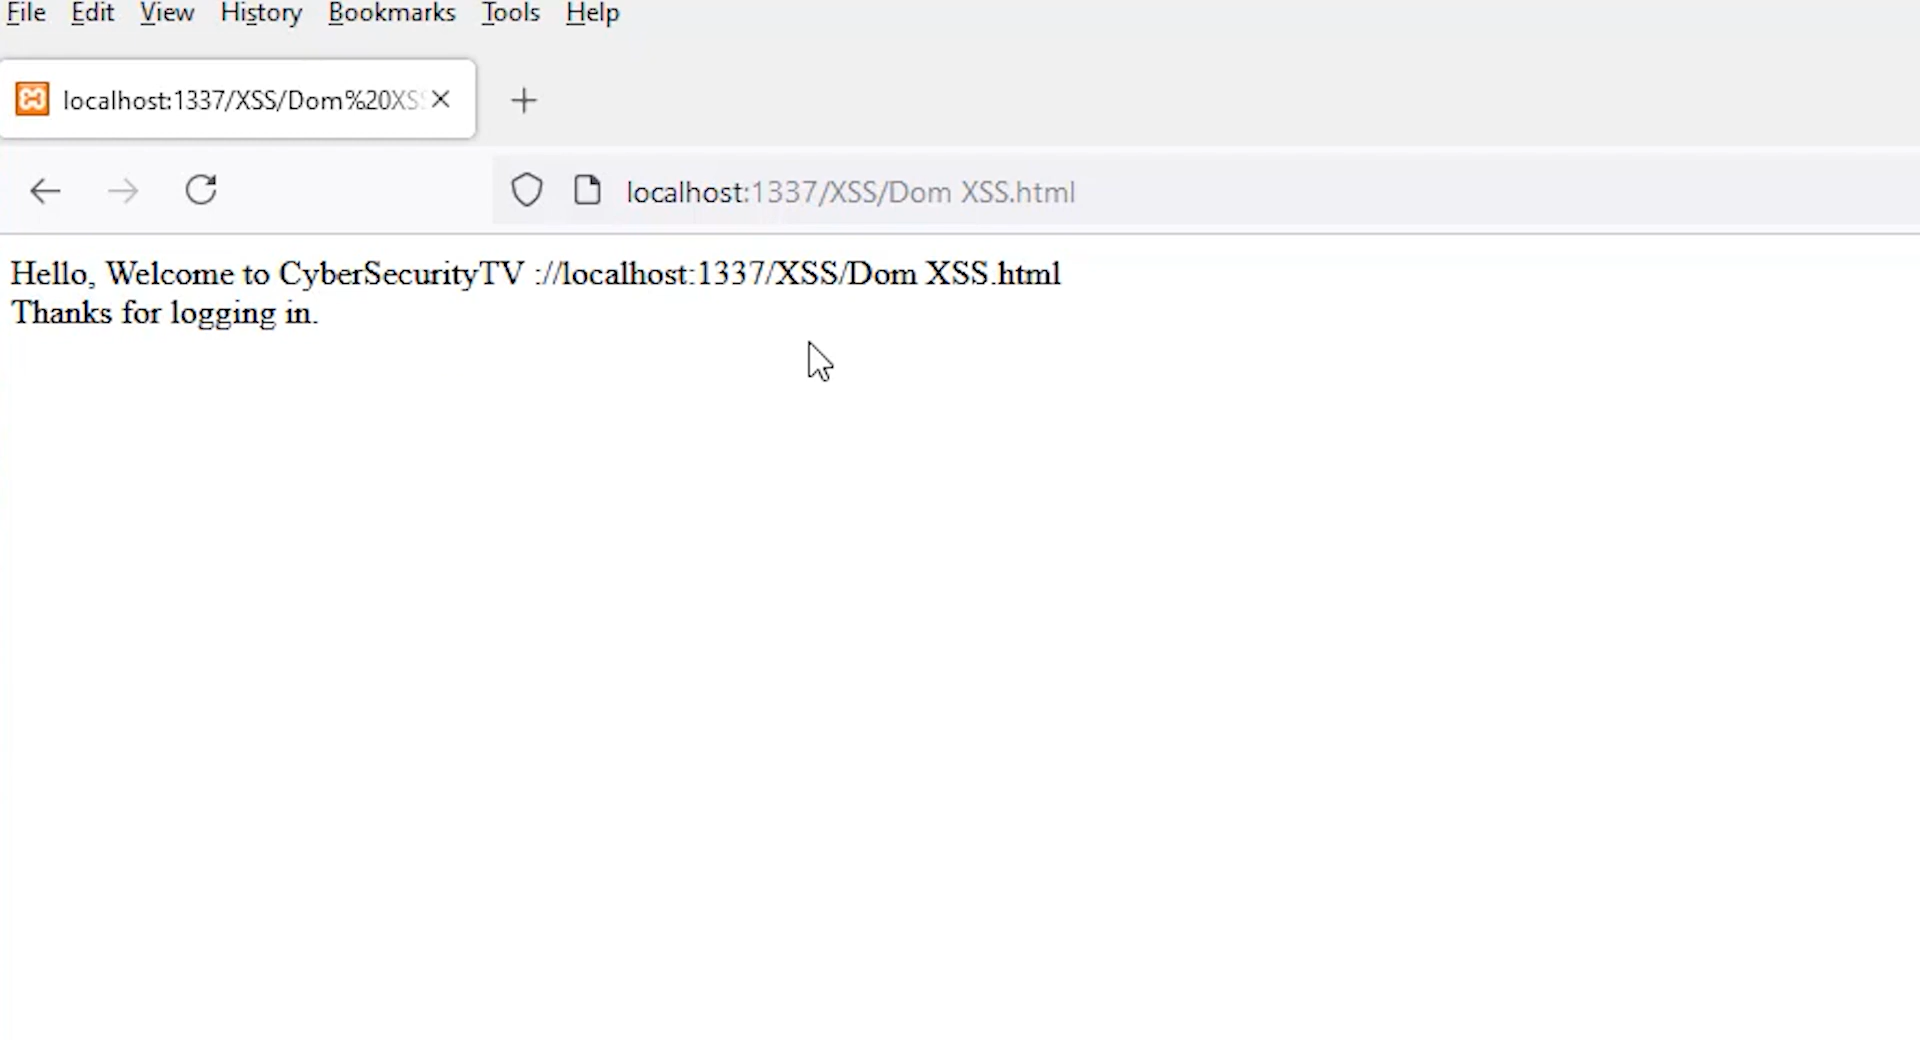 File Edit View History Bookmarks Tools Help
localhost:1337/XSS/Dom%20XSS
localhost:1337/XSS/Dom XSS.html
Hello, Welcome to CyberSecurityTV ://localhost:1337/XSS/Dom XSS.html
Thanks for logging in.